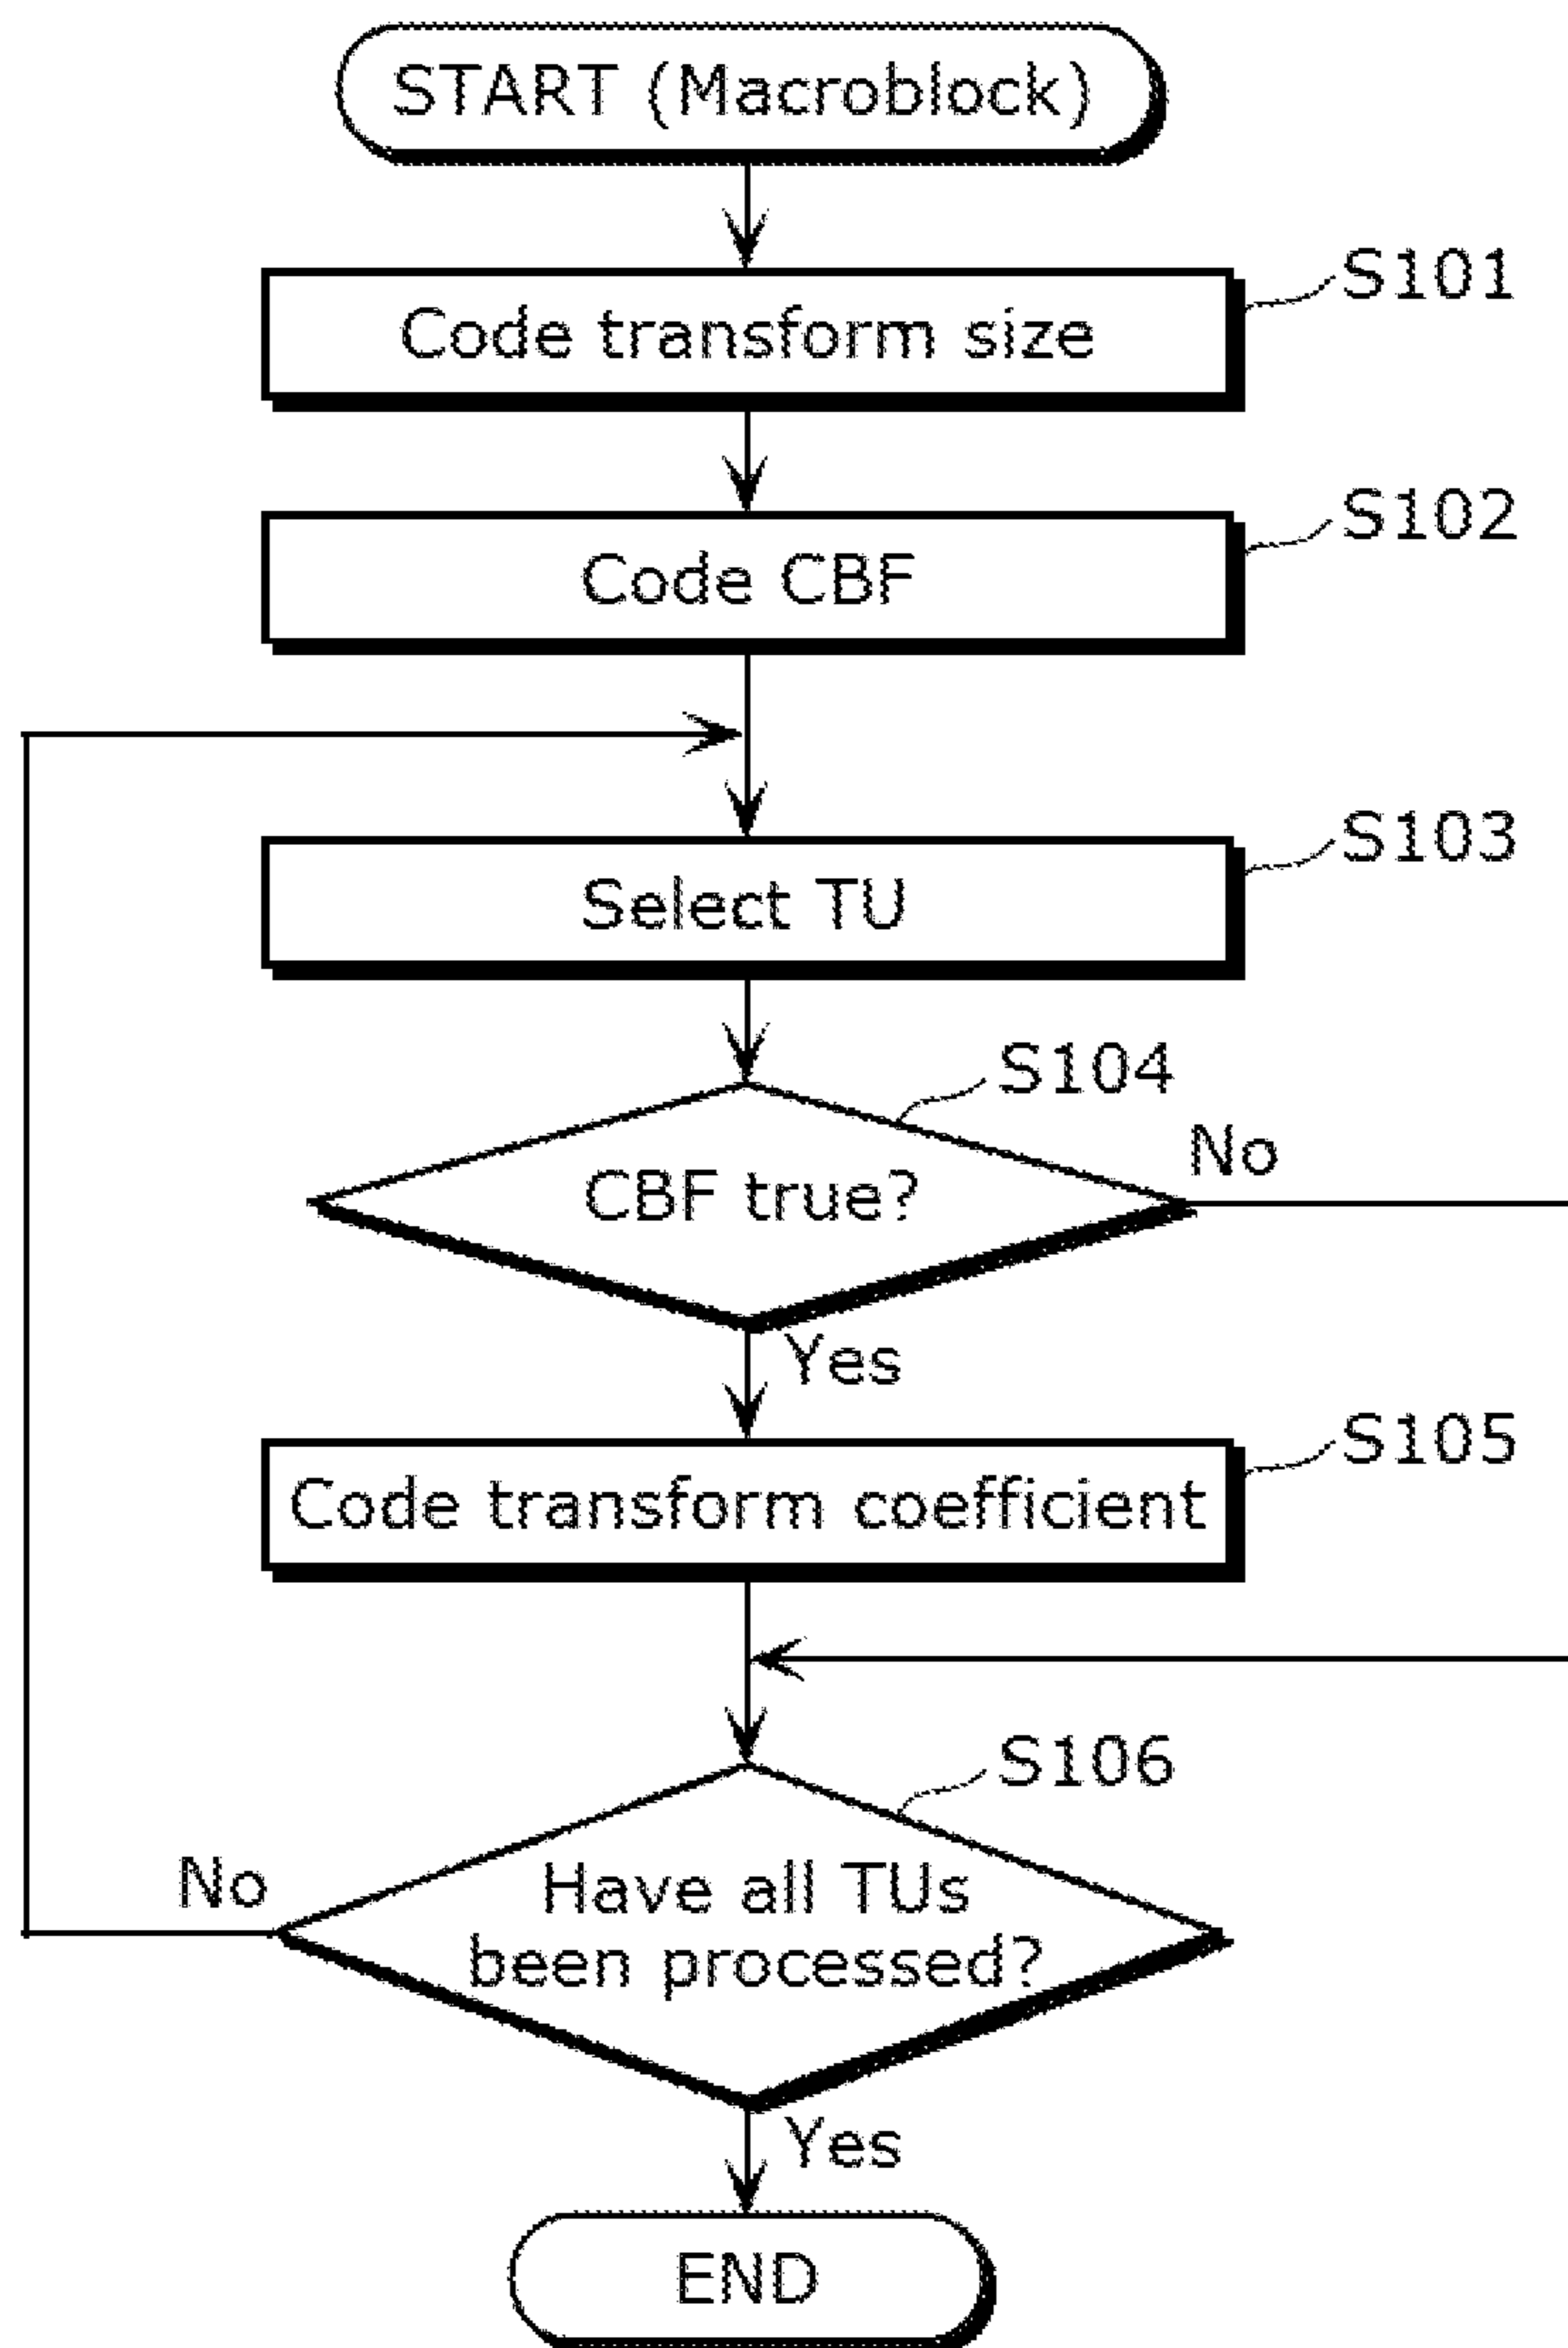 START (Macroblock)
S101
Code transform size
S102
Code CBF
S103
Select TU
S104
CBF true?
No
Yes
S105
Code transform coefficient
S106
Have all TUs
been processed?
No
Yes
END